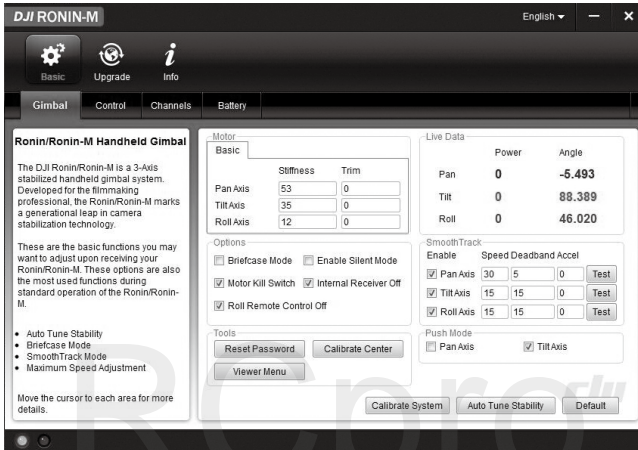 DJI RONIN-M
English
Basic
Upgrade
Info
Gimbal
Control
Channels
Battery
Ronin/Ronin-M Handheld Gimbal
The DJI Ronin/Ronin-M is a 3-Axis
stabilized handheld gimbal system.
Developed for the filmmaking
professional, the Ronin/Ronin-M marks
a generational leap in camera
stabilization technology.
These are the basic functions you may
want to adjust upon receiving your
Ronin/Ronin-M. These options are also
the most used functions during
standard operation of the Ronin/Ronin-
M.
• Auto Tune Stability
• Briefcase Mode
• SmoothTrack Mode
• Maximum Speed Adjustment
Move the cursor to each area for more
details.
Motor
Basic
Stiffness Trim
Pan Axis 53 0
Tilt Axis 35 0
Roll Axis 12 0
Options
Briefcase Mode Enable Silent Mode
Motor Kill Switch Internal Receiver Off
Roll Remote Control Off
Tools
Reset Password Calibrate Center
Viewer Menu
Live Data
Power Angle
Pan 0 -5.493
Tilt 0 88.389
Roll 0 46.020
SmoothTrack
Enable Speed Deadband Accel
Pan Axis 30 5 0 Test
Tilt Axis 15 15 0 Test
Roll Axis 15 15 0 Test
Push Mode
Pan Axis Tilt Axis
Calibrate System Auto Tune Stability Default
RCpro